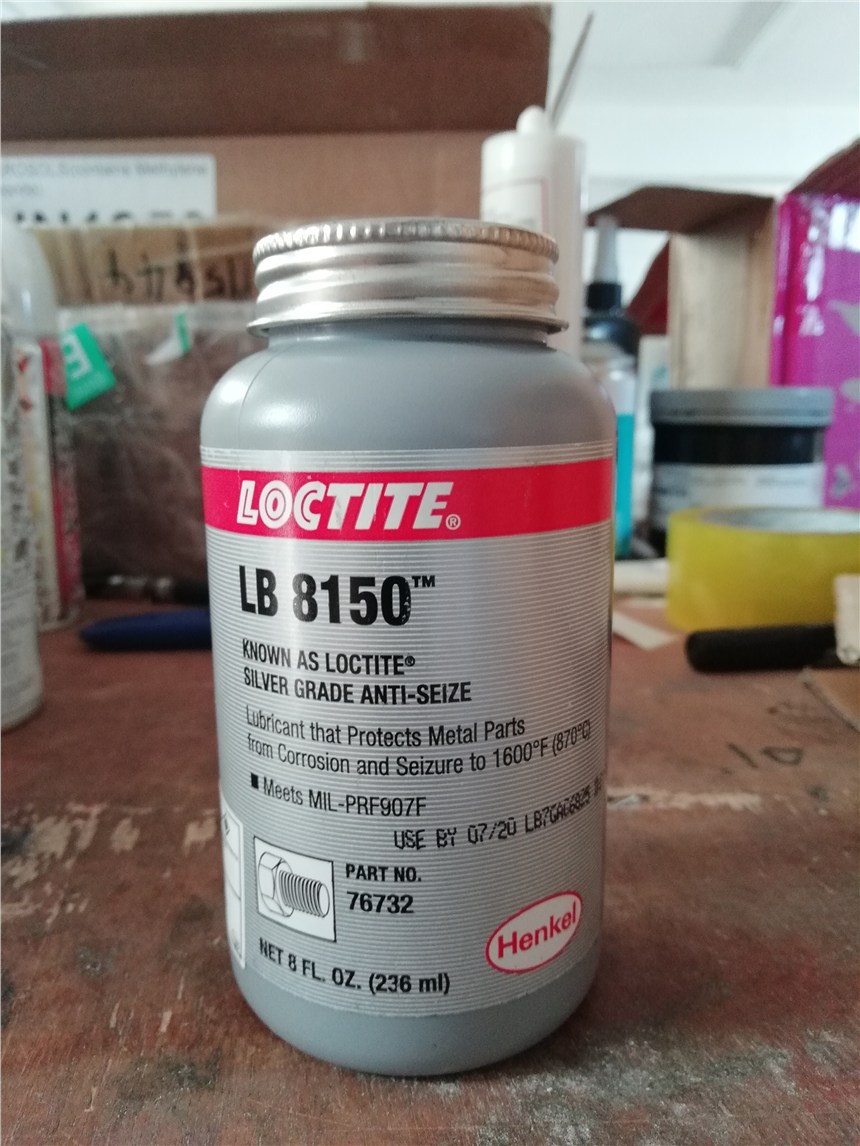 LOCTITE®
LB 8150™
KNOWN AS LOCTITE®
SILVER GRADE ANTI-SEIZE
Lubricant that Protects Metal Parts
from Corrosion and Seizure to 1600°F (870°C)
■ Meets MIL-PRF907F
USE BY 07/20
PART NO.
76732
Henkel
NET 8 FL. OZ. (236 ml)